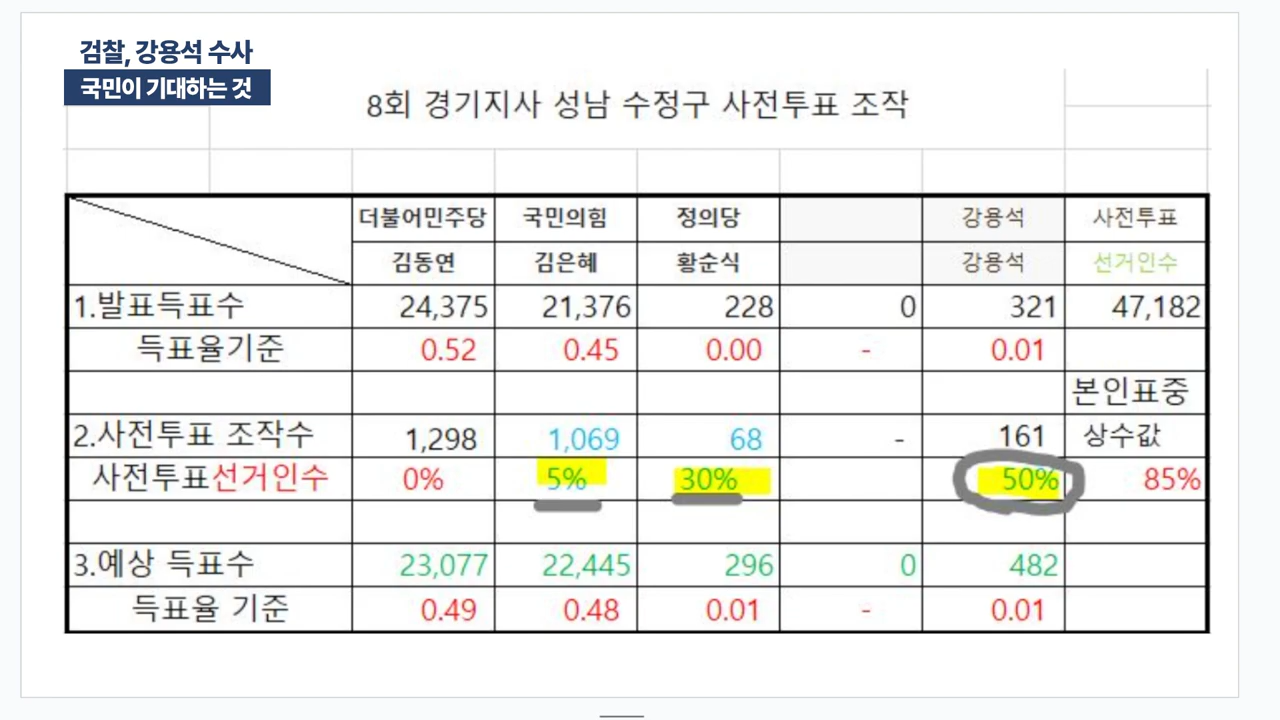 검찰, 강용석 수사
국민이 기대하는 것
8회 경기지사 성남 수정구 사전투표 조작
더불어민주당 국민의힘 정의당 강용석 사전투표
김동연 김은혜 황순식 강용석 선거인수
1.발표득표수 24,375 21,376 228 0 321 47,182
득표율기준 0.52 0.45 0.00 - 0.01
본인표중
2.사전투표 조작수 1,298 1,069 68 - 161 상수값
사전투표선거인수 0% 5% 30% 50% 85%
3.예상 득표수 23,077 22,445 296 0 482
득표율 기준 0.49 0.48 0.01 - 0.01